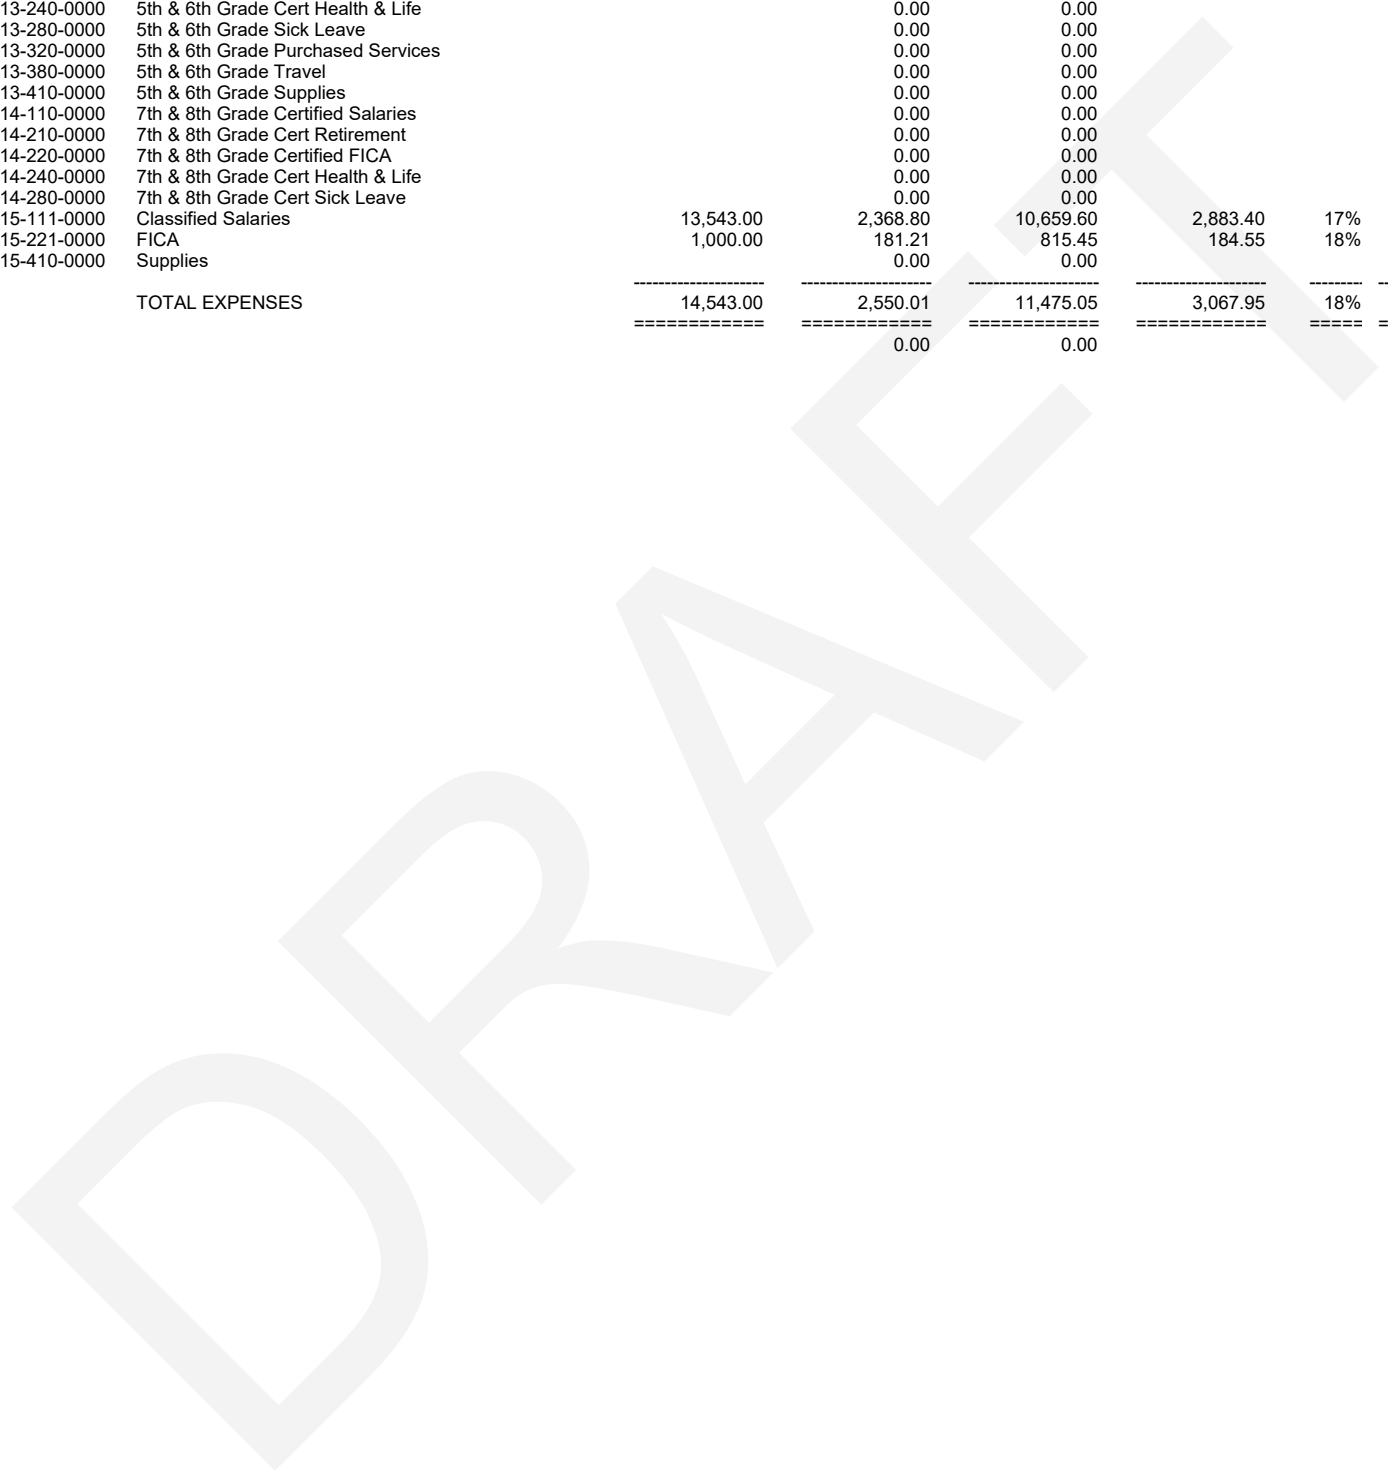 13-240-0000 5th & 6th Grade Cert Health & Life 0.00 0.00
13-280-0000 5th & 6th Grade Sick Leave 0.00 0.00
13-320-0000 5th & 6th Grade Purchased Services 0.00 0.00
13-380-0000 5th & 6th Grade Travel 0.00 0.00
13-410-0000 5th & 6th Grade Supplies 0.00 0.00
14-110-0000 7th & 8th Grade Certified Salaries 0.00 0.00
14-210-0000 7th & 8th Grade Cert Retirement 0.00 0.00
14-220-0000 7th & 8th Grade Certified FICA 0.00 0.00
14-240-0000 7th & 8th Grade Cert Health & Life 0.00 0.00
14-280-0000 7th & 8th Grade Cert Sick Leave 0.00 0.00
15-111-0000 Classified Salaries 13,543.00 2,368.80 10,659.60 2,883.40 17%
15-221-0000 FICA 1,000.00 181.21 815.45 184.55 18%
15-410-0000 Supplies 0.00 0.00
--------------------- --------------------- --------------------- --------------------- -------- --
TOTAL EXPENSES 14,543.00 2,550.01 11,475.05 3,067.95 18%
============ ============ ============ ============ ===== =
0.00 0.00
DRAFT